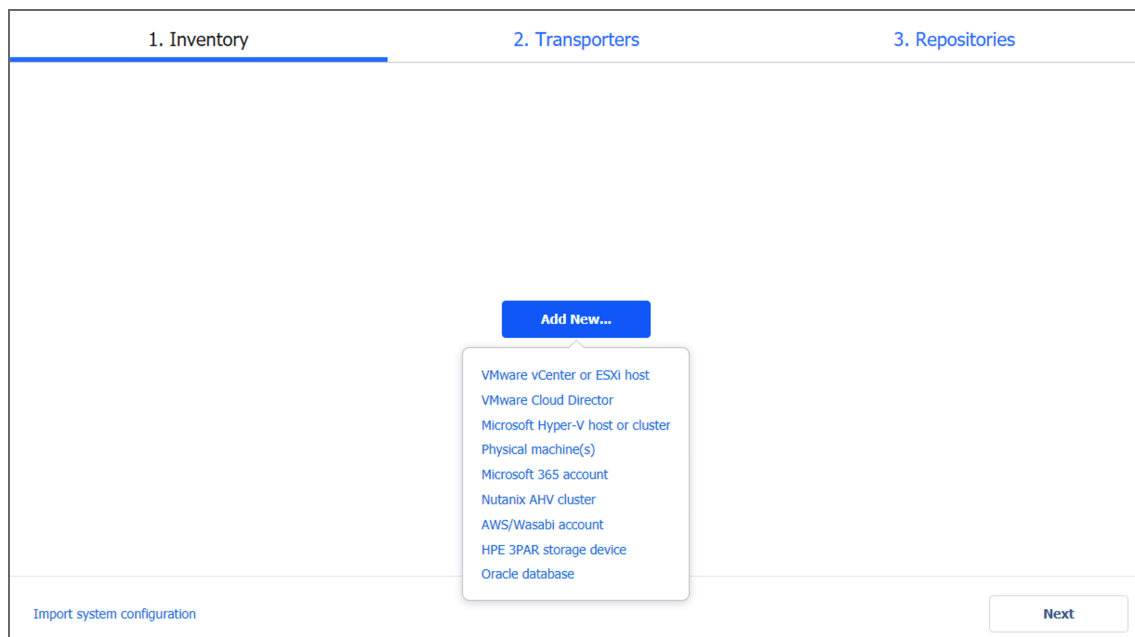 1. Inventory
2. Transporters
3. Repositories
Add New...
VMware vCenter or ESXi host
VMware Cloud Director
Microsoft Hyper-V host or cluster
Physical machine(s)
Microsoft 365 account
Nutanix AHV cluster
AWS/Wasabi account
HPE 3PAR storage device
Oracle database
Import system configuration
Next